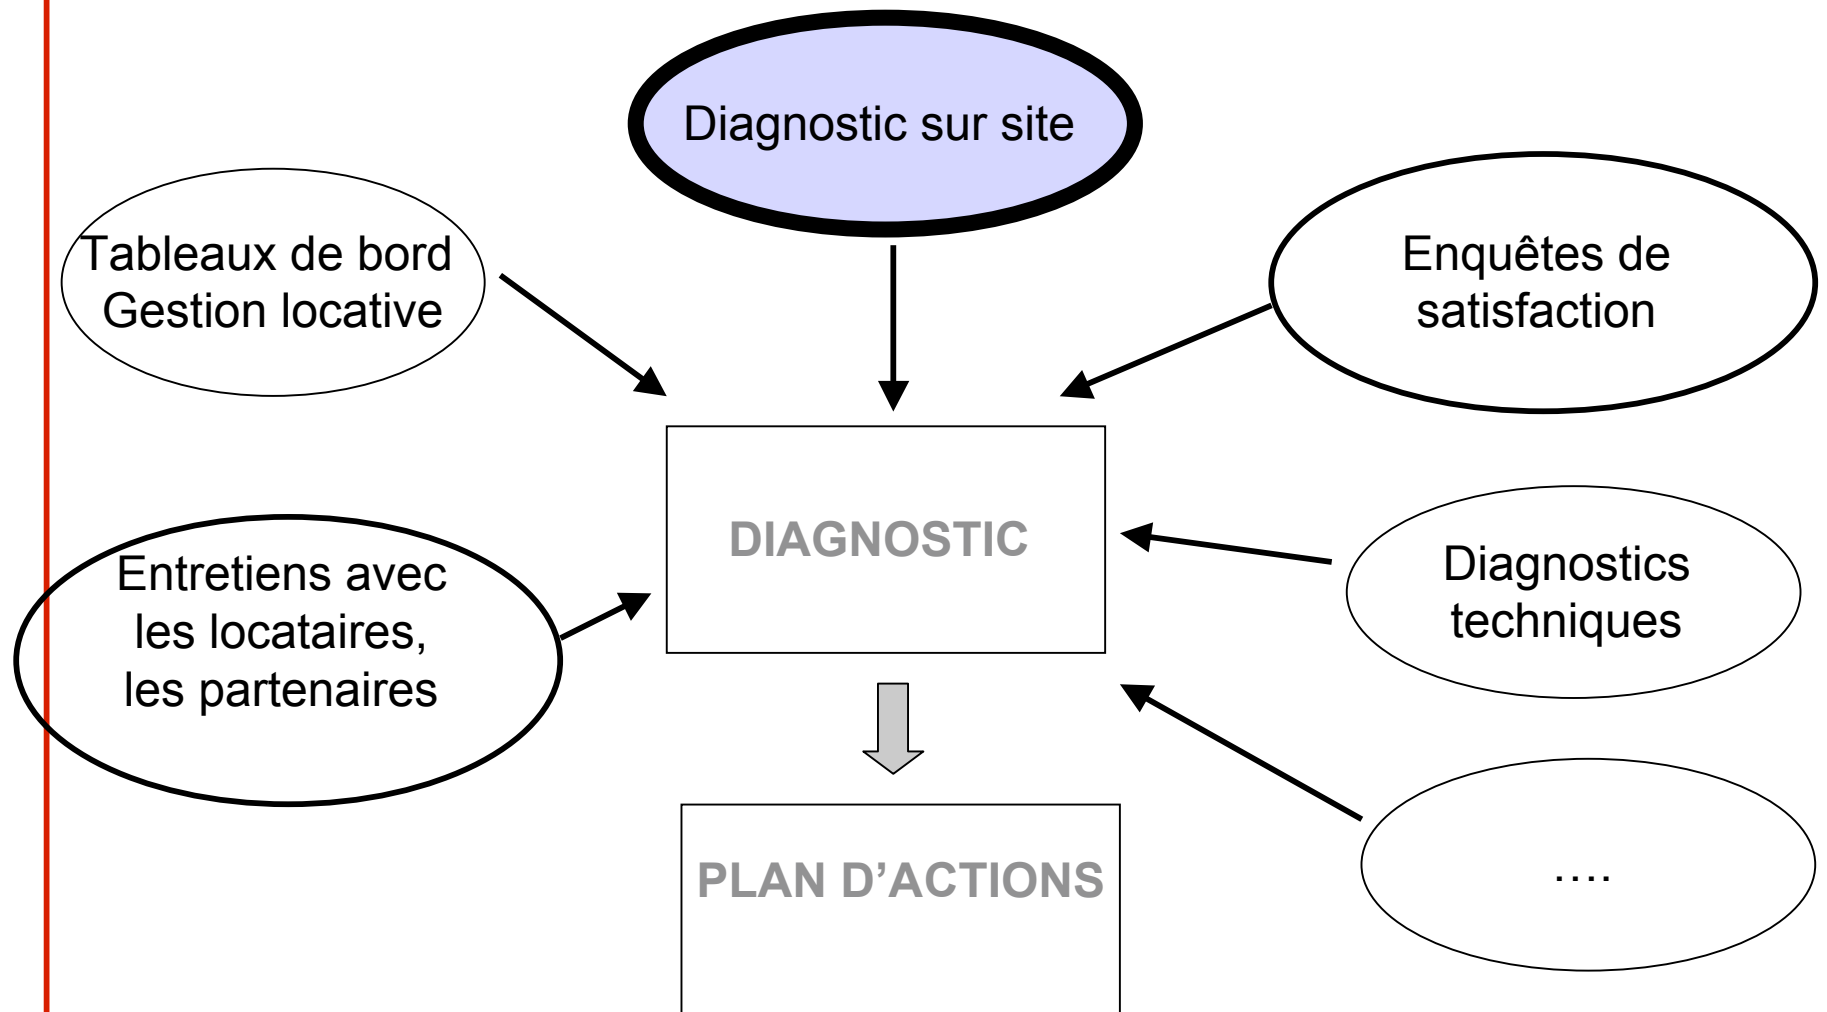 Diagnostic sur site
Tableaux de bord
Gestion locative
Enquêtes de
satisfaction
DIAGNOSTIC
Entretiens avec
les locataires,
les partenaires
Diagnostics
techniques
PLAN D’ACTIONS
….